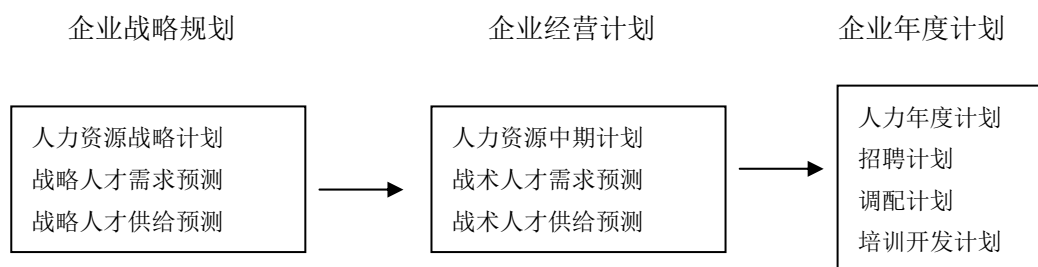 企业战略规划
企业经营计划
企业年度计划
人力资源战略计划
战略人才需求预测
战略人才供给预测
人力资源中期计划
战术人才需求预测
战术人才供给预测
人力年度计划
招聘计划
调配计划
培训开发计划